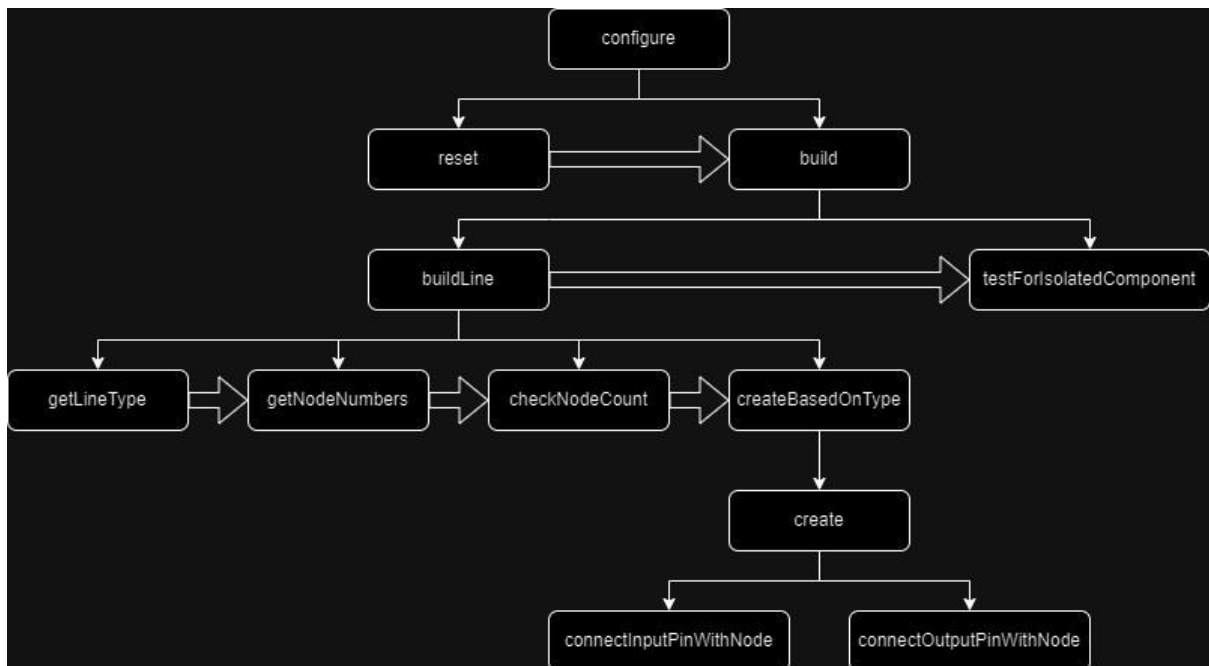 configure
reset
build
buildLine
testForIsolatedComponent
getLineType
getNodeNumbers
checkNodeCount
createBasedOnType
create
connectInputPinWithNode
connectOutputPinWithNode